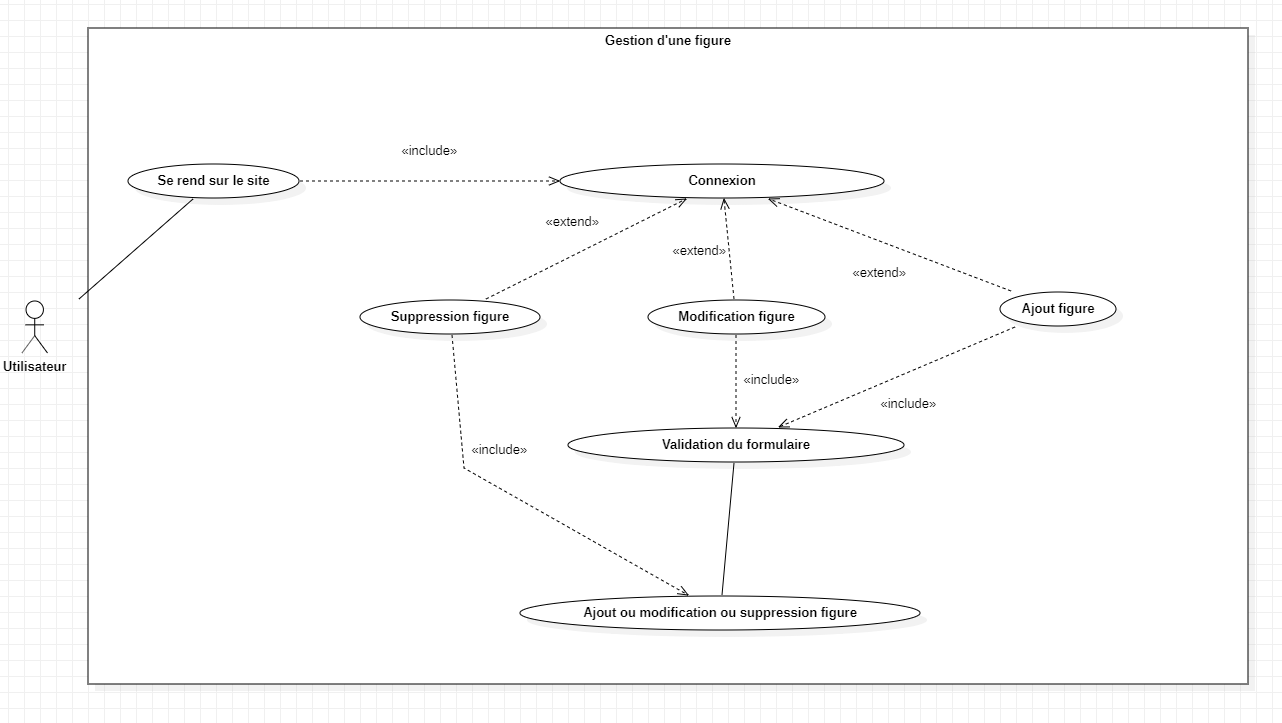 Gestion d'une figure
«include»
Se rend sur le site
Connexion
«extend»
«extend»
«extend»
Suppression figure
Modification figure
Ajout figure
Utilisateur
«include»
«include»
Validation du formulaire
«include»
Ajout ou modification ou suppression figure